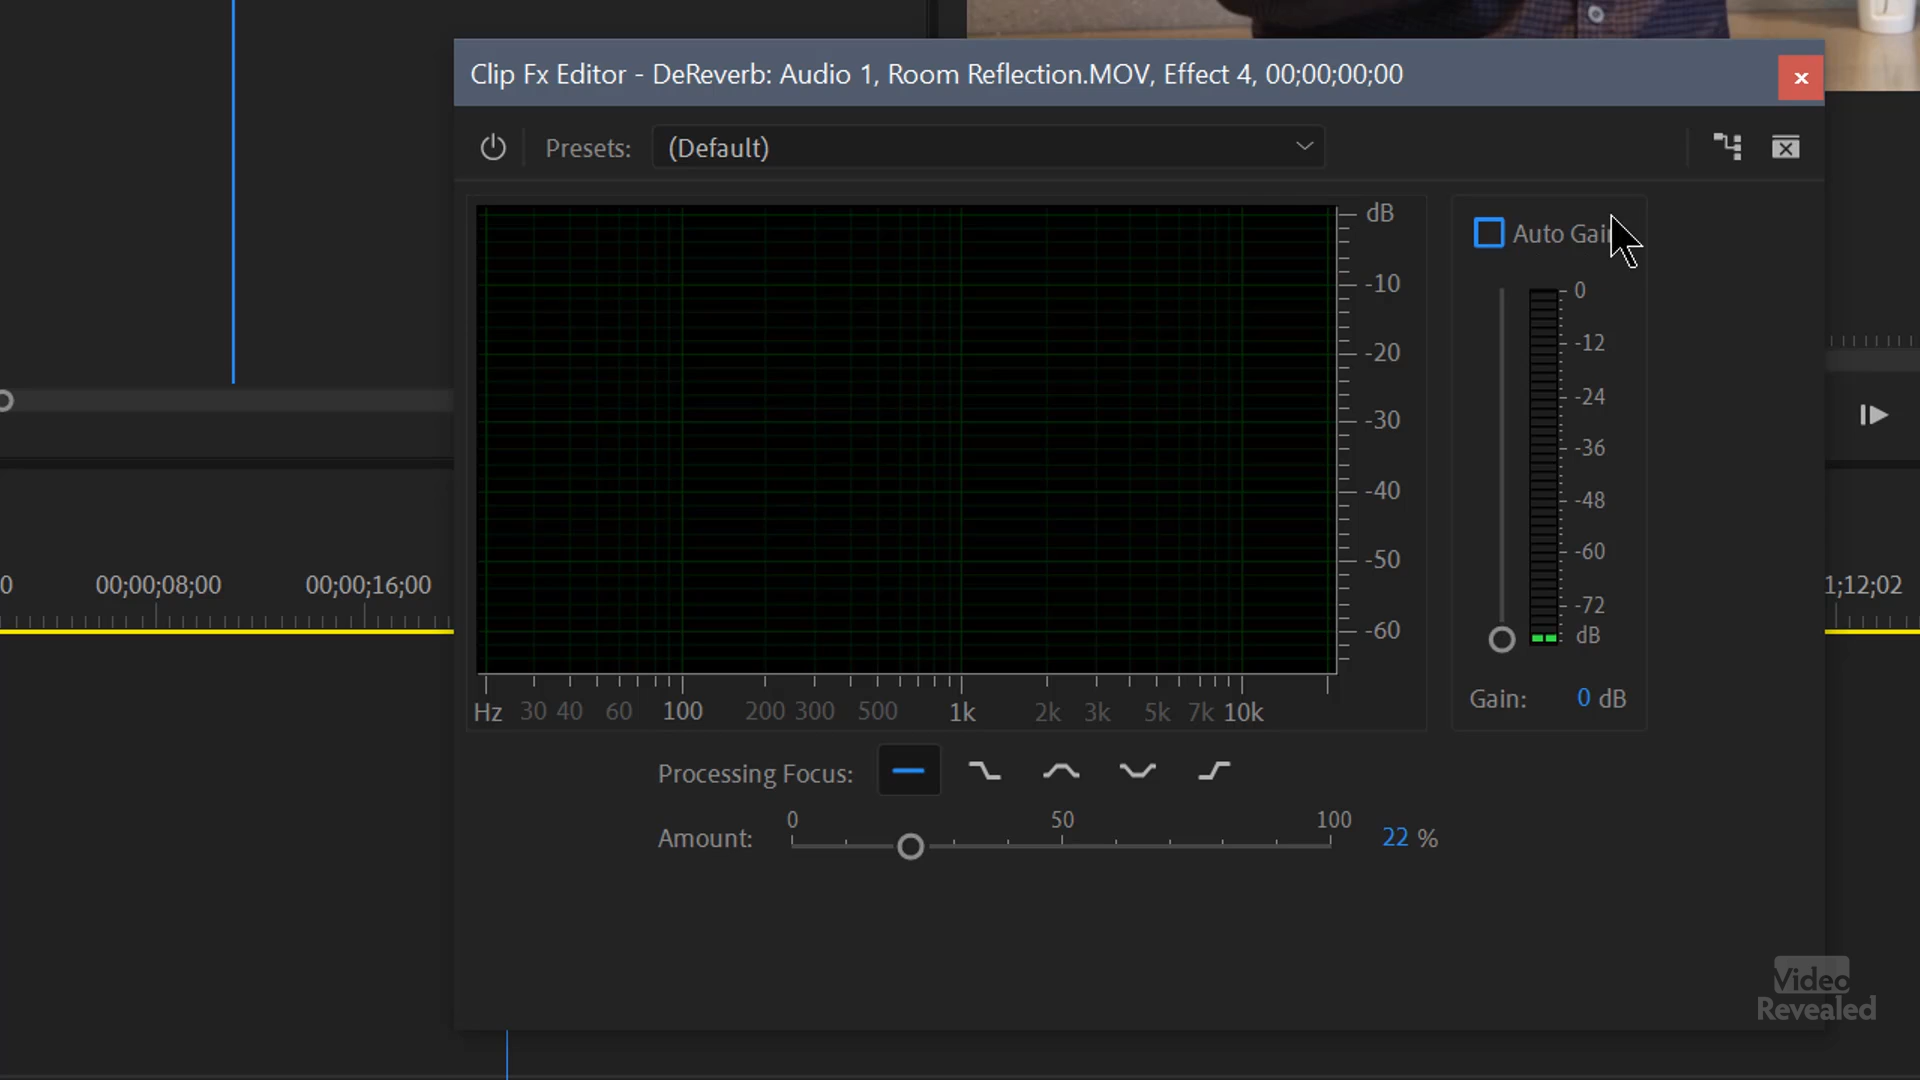 Clip Fx Editor - DeReverb: Audio 1, Room Reflection.MOV, Effect 4, 00;00;00;00
Presets: (Default)
dB
-10
-20
-30
-40
-50
-60
Hz 30 40 60 100 200 300 500 1k 2k 3k 5k 7k 10k
Auto Gain
0
-12
-24
-36
-48
-60
-72
dB
Gain: 0 dB
Processing Focus:
0 50 100
Amount: 22 %
0 00;00;08;00 00;00;16;00
1;12;02
Video
Revealed